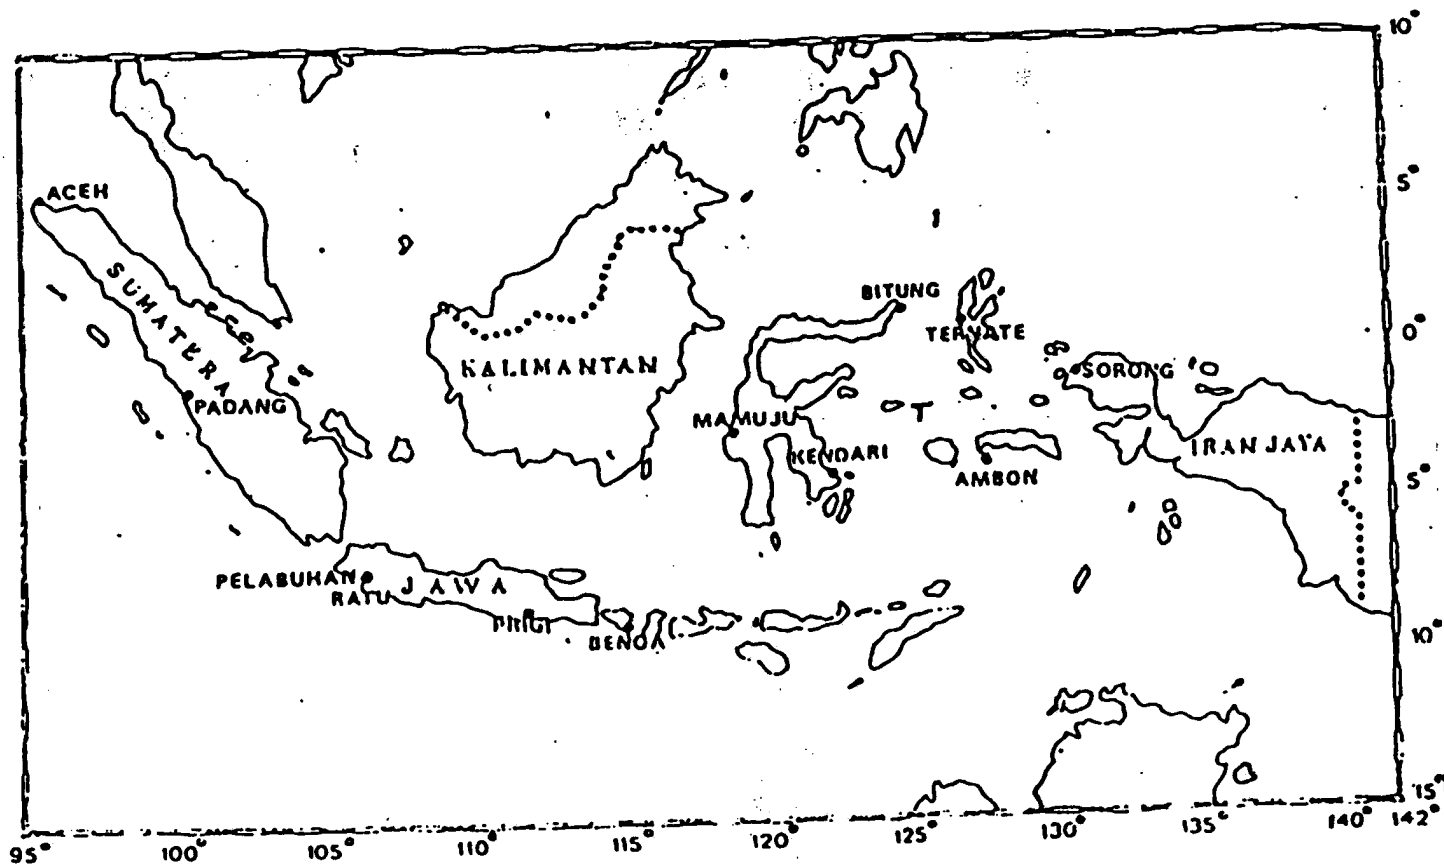 10°
ACEH
5°
SUMATERA
BITUNG
TERNATE
0°
KALIMANTAN
SORONG
PADANG
MAMUJU
T
KENDARI
IRAN JAYA
AMBON
5°
PELABUHAN
RATU
JAWA
PRIGI
BENOA
10°
15°
95°
100°
105°
110°
115°
120°
125°
130°
135°
140°
142°